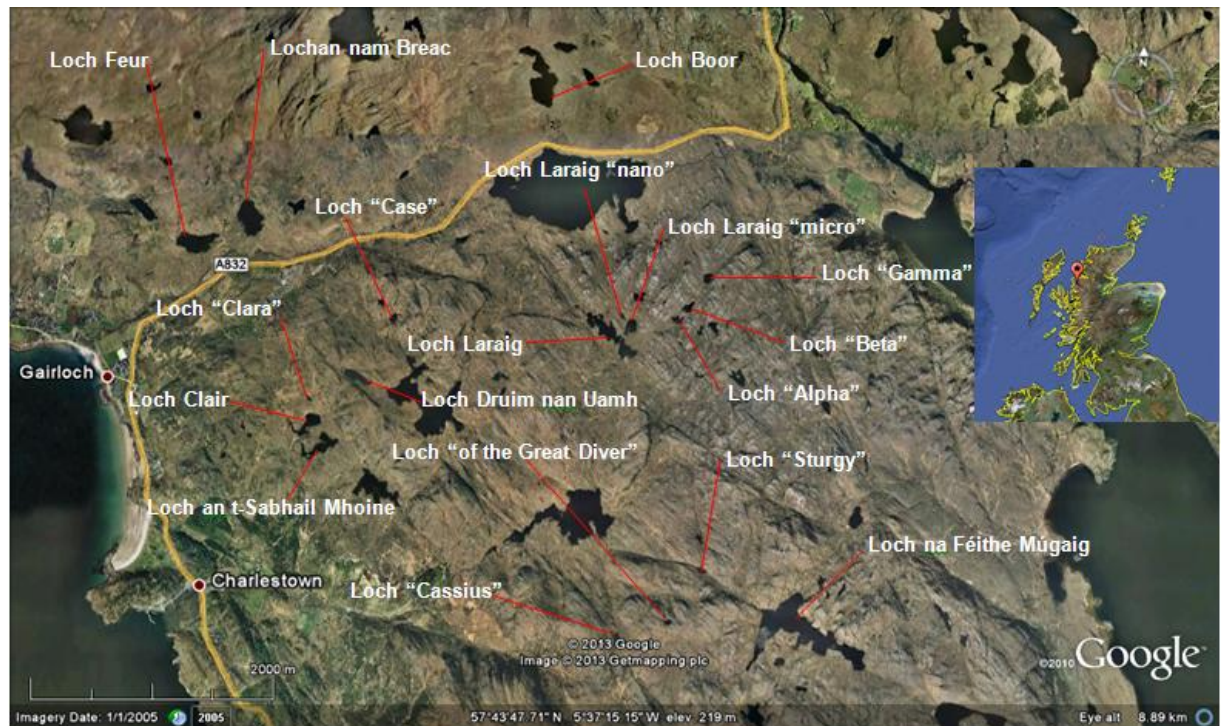 Lochan nam Breac
Loch Feur
Loch Boor
N
Loch Laraig “nano”
Loch “Case”
Loch Laraig “micro”
A832
Loch “Gamma”
Loch “Clara”
Loch Laraig
Loch “Beta”
Gairloch
Loch Clair
Loch Druim nan Uamh
Loch “Alpha”
Loch “of the Great Diver”
Loch “Sturgy”
Loch an t-Sabhail Mhoine
Loch na Féithe Múgaig
Charlestown
Loch “Cassius”
© 2013 Google
Image © 2013 Getmapping plc
2000 m
©2010 Google
Imagery Date: 1/1/2005
2005
57°43'47.71" N 5°37'15.15" W elev 219 m
Eye alt 8.89 km